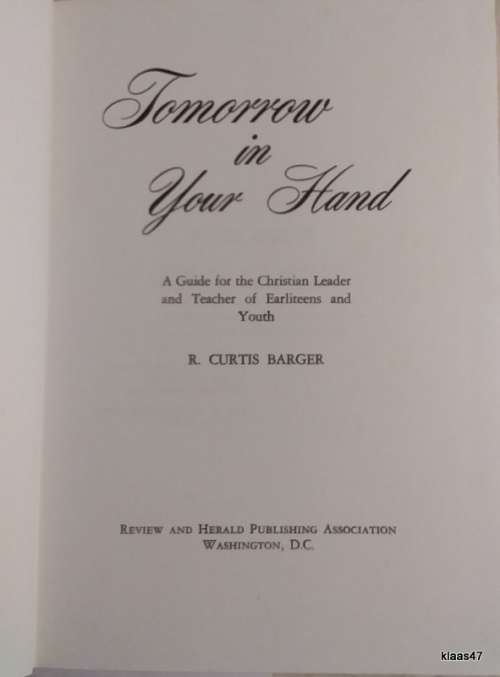 Tomorrow
in
Your Hand
A Guide for the Christian Leader
and Teacher of Earliteens and
Youth
R. CURTIS BARGER
REVIEW AND HERALD PUBLISHING ASSOCIATION
WASHINGTON, D.C.
klaas47